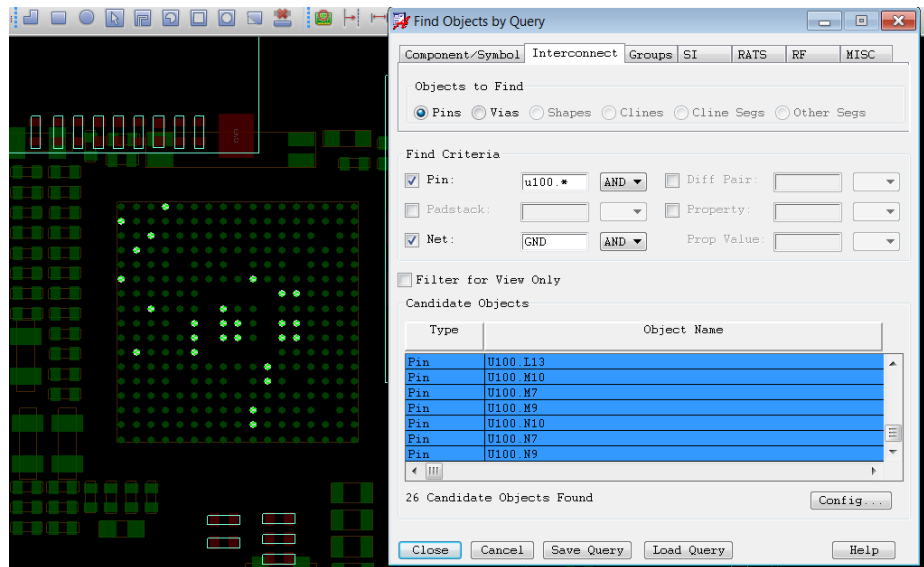 Find Objects by Query
Component/Symbol Interconnect Groups SI RATS RF MISC
Objects to Find
Pins Vias Shapes Clines Cline Segs Other Segs
Find Criteria
Pin: u100.* AND Diff Pair:
Padstack: Property:
Net: GND AND Prop Value:
Filter for View Only
Candidate Objects
Type Object Name
Pin U100.L13
Pin U100.M10
Pin U100.M7
Pin U100.M9
Pin U100.N10
Pin U100.N7
Pin U100.N9
26 Candidate Objects Found Config...
Close Cancel Save Query Load Query Help